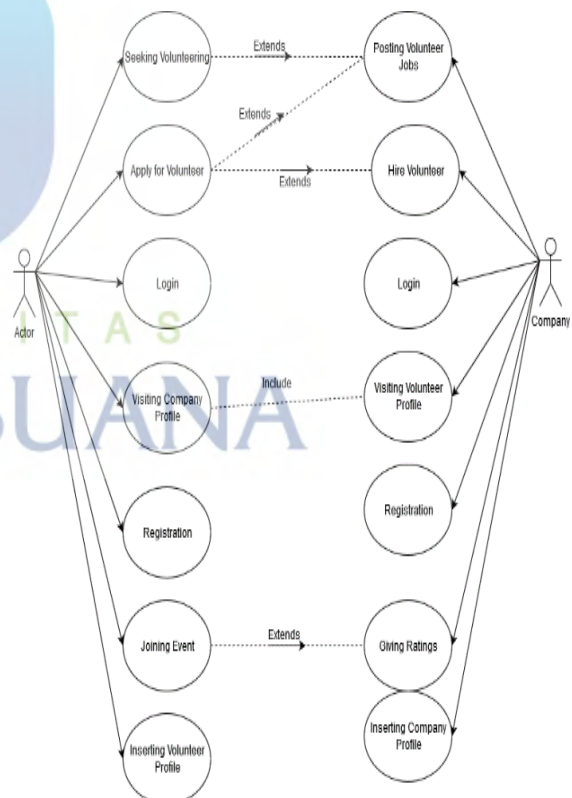 Seeking Volunteering
Extends
Posting Volunteer
Jobs
Extends
Apply for Volunteer
Extends
Hire Volunteer
Login
Login
Actor
Company
I T A S
BUANA
Visiting Company
Profile
Include
Visiting Volunteer
Profile
Registration
Registration
Joining Event
Extends
Giving Ratings
Inserting Volunteer
Profile
Inserting Company
Profile